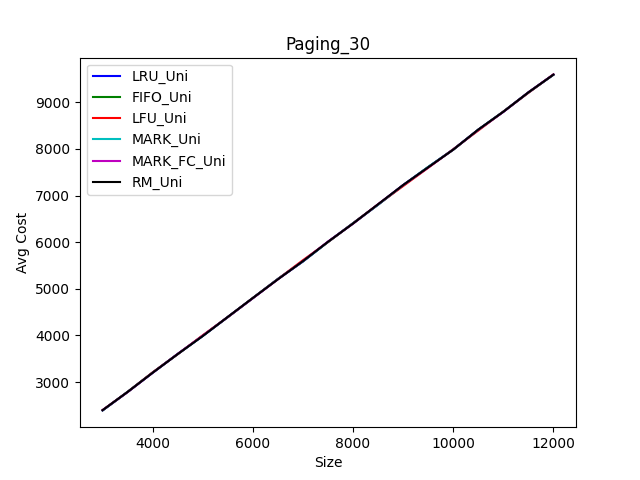 Paging_30
LRU_Uni
FIFO_Uni
LFU_Uni
MARK_Uni
MARK_FC_Uni
RM_Uni
Avg Cost
9000
8000
7000
6000
5000
4000
3000
4000 6000 8000 10000 12000
Size